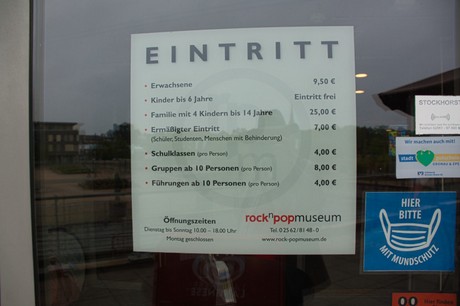 EINTRITT
• Erwachsene 9,50 €
• Kinder bis 6 Jahre Eintritt frei
• Familie mit 4 Kindern bis 14 Jahre 25,00 €
• Ermäßigter Eintritt 7,00 €
(Schüler, Studenten, Menschen mit Behinderung)
• Schulklassen (pro Person) 4,00 €
• Gruppen ab 10 Personen (pro Person) 8,00 €
• Führungen ab 10 Personen (pro Person) 4,00 €
Öffnungszeiten
Dienstag bis Sonntag 10.00 - 18.00 Uhr
Montag geschlossen
rock'n'popmuseum
Tel. 0 25 62/81 48 - 0
www.rock-popmuseum.de
STOCKHORST
Wir machen auch mit!
stadt
HIER
BITTE
MIT MUNDSCHUTZ